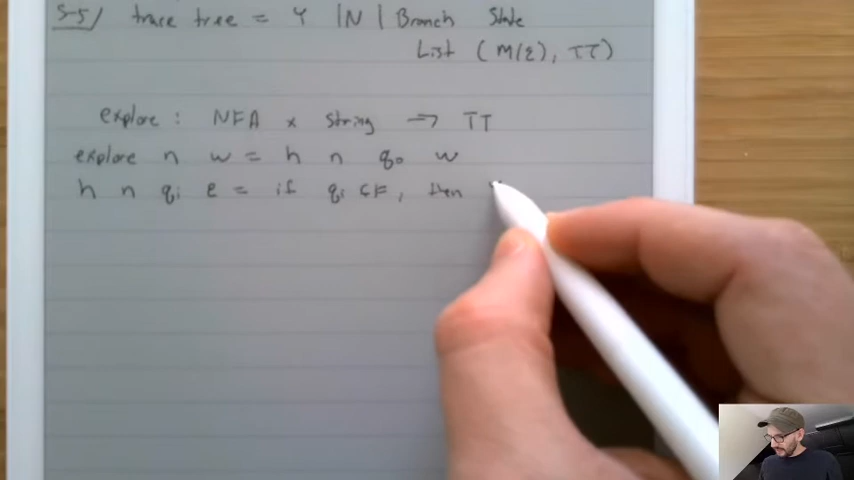 5-5/ trace tree = Y | N | Branch State
List (M(Σ), TT)
explore : NFA × string → TT
explore n w = h n q₀ w
h n qᵢ ε = if qᵢ ∈ F, then